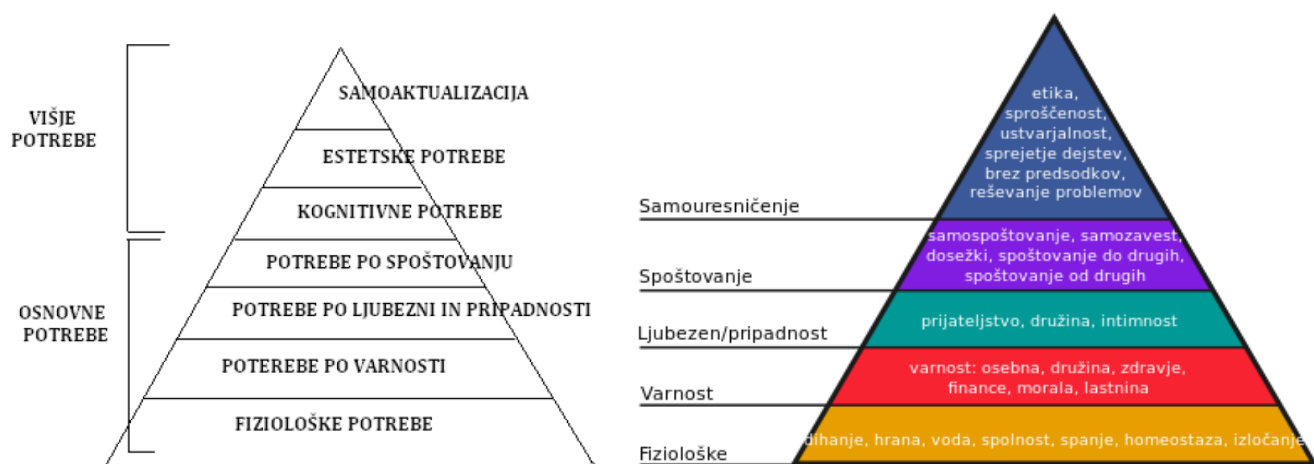 VIŠJE
POTREBE
OSNOVNE
POTREBE
SAMOAKTUALIZACIJA
ESTETSKE POTREBE
KOGNITIVNE POTREBE
POTREBE PO SPOŠTOVANJU
POTREBE PO LJUBEZNI IN PRIPADNOSTI
POTEREBE PO VARNOSTI
FIZIOLOŠKE POTREBE
Samouresničenje
etika,
sproščenost,
ustvarjalnost,
sprejetje dejstev,
brez predsodkov,
reševanje problemov
Spoštovanje
samospoštovanje, samozavest,
dosežki, spoštovanje do drugih,
spoštovanje od drugih
Ljubezen/pripadnost
prijateljstvo, družina, intimnost
Varnost
varnost: osebna, družina, zdravje,
finance, morala, lastnina
Fiziološke
dihanje, hrana, voda, spolnost, spanje, homeostaza, izločanje